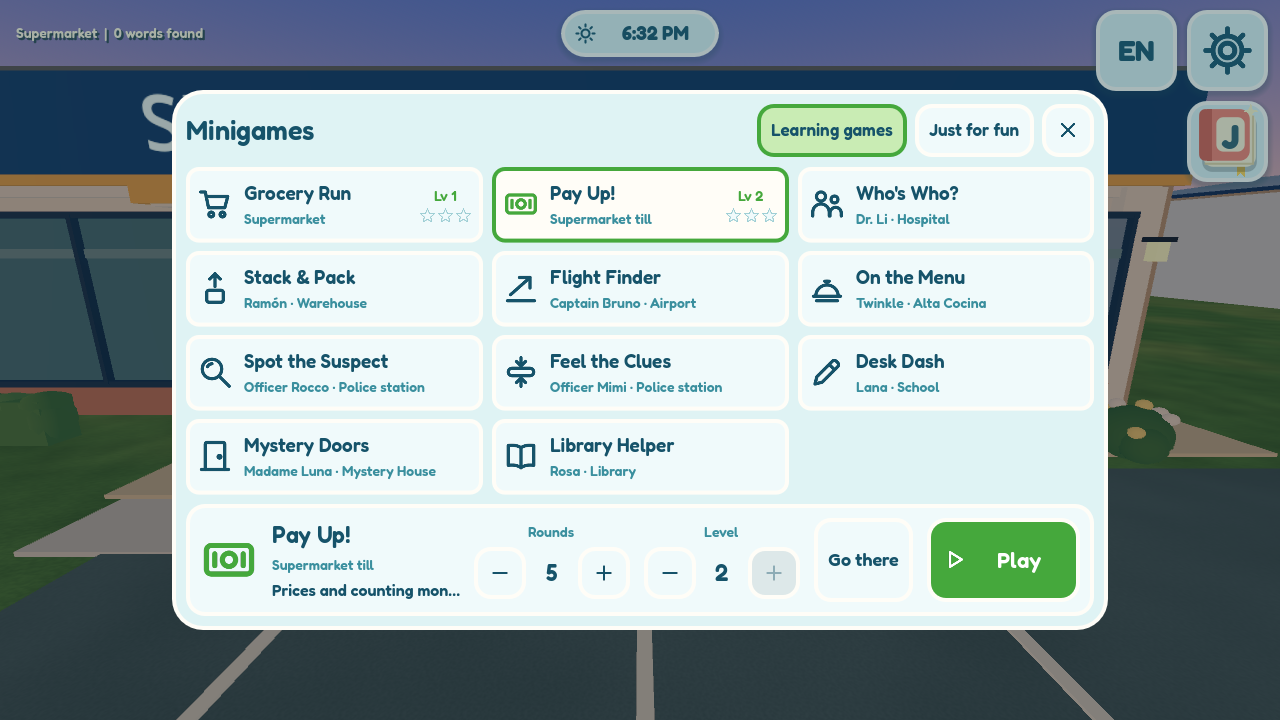 Supermarket | 0 words found
6:32 PM
EN
J
S
Minigames
Learning games
Just for fun
Grocery Run
Supermarket
Lv 1
Pay Up!
Supermarket till
Lv 2
Who's Who?
Dr. Li · Hospital
Stack & Pack
Ramón · Warehouse
Flight Finder
Captain Bruno · Airport
On the Menu
Twinkle · Alta Cocina
Spot the Suspect
Officer Rocco · Police station
Feel the Clues
Officer Mimi · Police station
Desk Dash
Lana · School
Mystery Doors
Madame Luna · Mystery House
Library Helper
Rosa · Library
Pay Up!
Supermarket till
Prices and counting mon...
Rounds
− 5 +
Level
− 2 +
Go there
Play